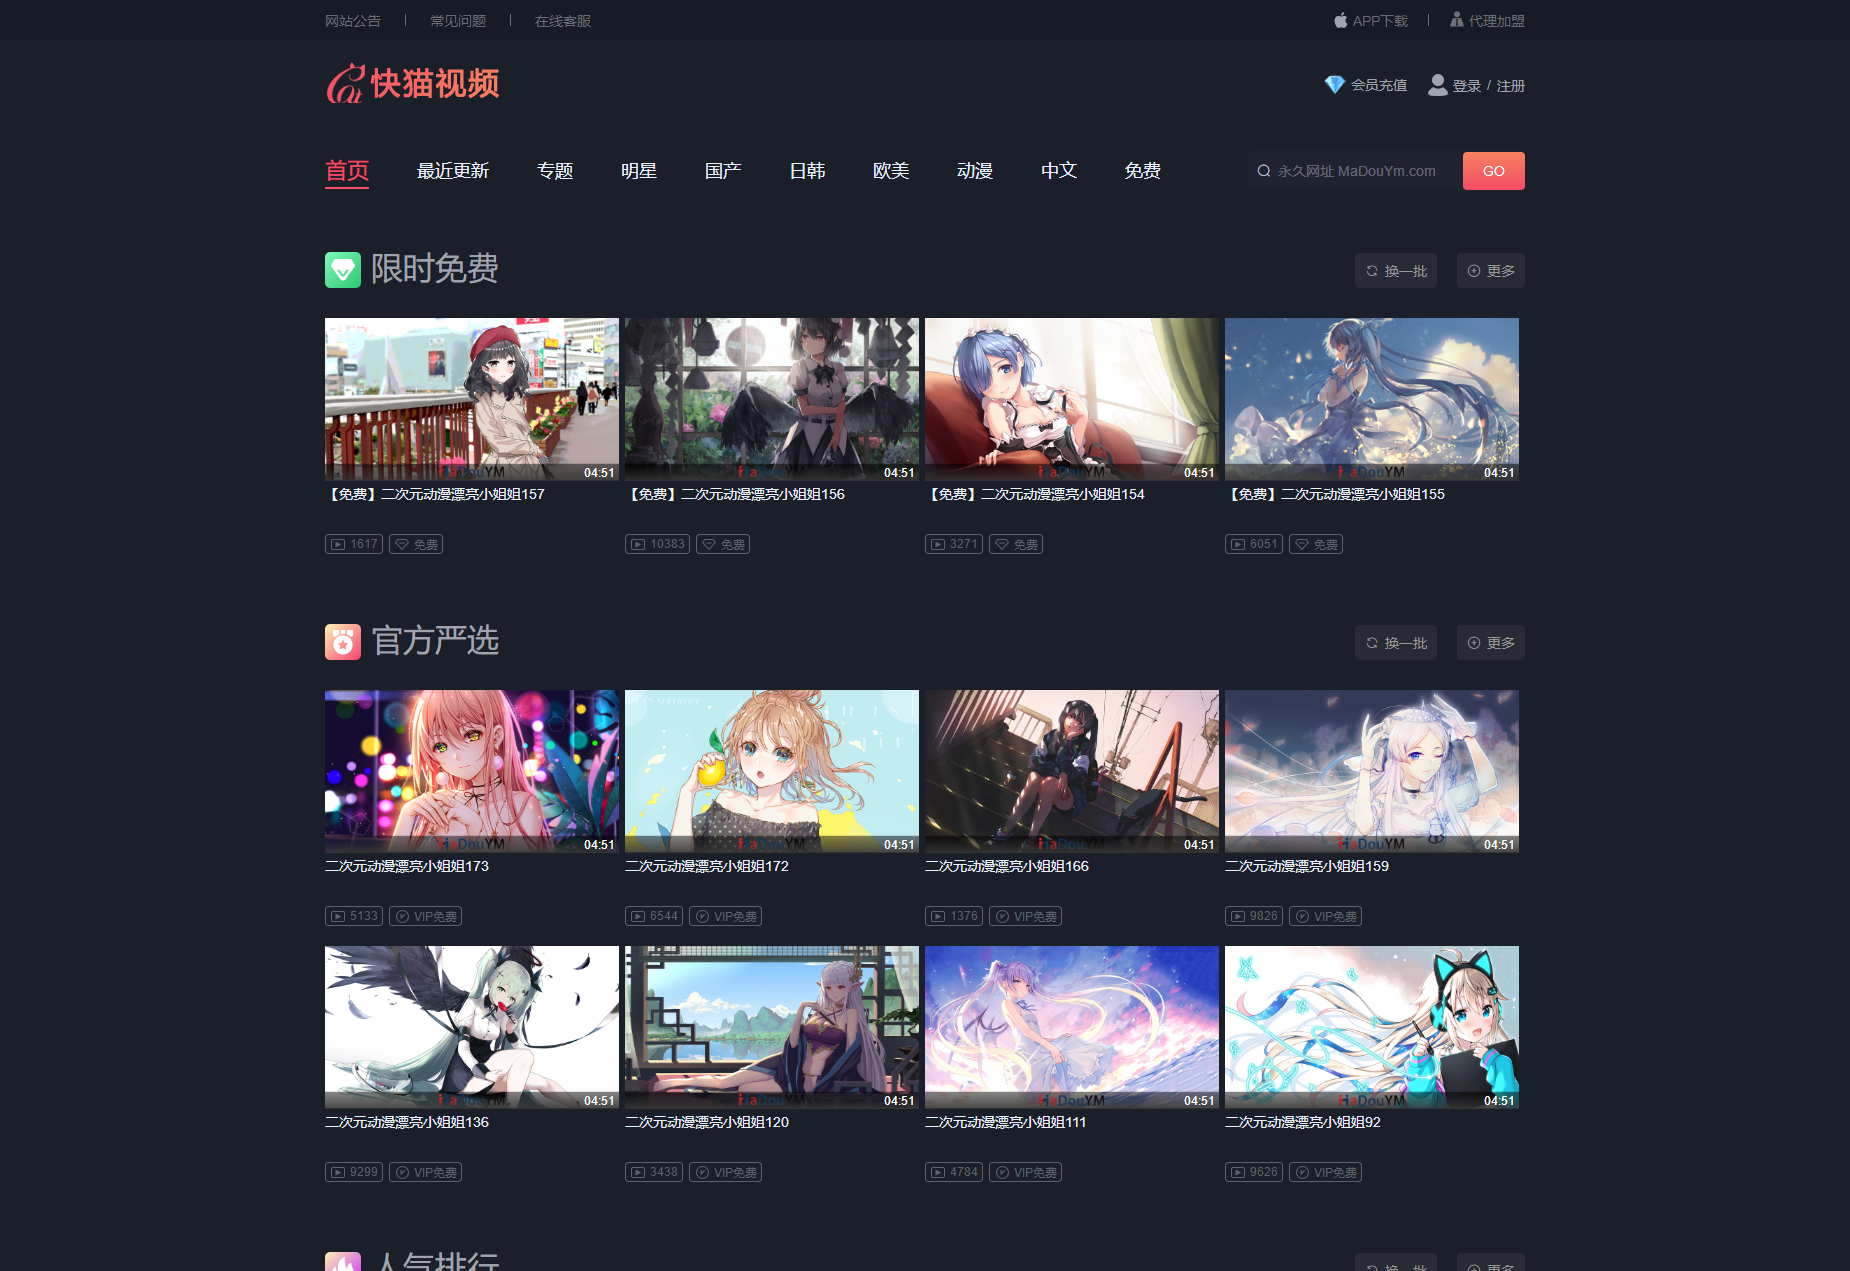 网站公告 | 常见问题 | 在线客服
APP下载 | 代理加盟
Cat 快猫视频
会员充值 登录 / 注册
首页 最近更新 专题 明星 国产 日韩 欧美 动漫 中文 免费
永久网址 MaDouYm.com GO
限时免费
换一批 更多
04:51 04:51 04:51 04:51
【免费】二次元动漫漂亮小姐姐157 【免费】二次元动漫漂亮小姐姐156 【免费】二次元动漫漂亮小姐姐154 【免费】二次元动漫漂亮小姐姐155
1617 免费 10383 免费 3271 免费 6051 免费
官方严选
换一批 更多
MaDouYM 04:51 MaDouYM 04:51 MaDouYM 04:51 MaDouYM 04:51
二次元动漫漂亮小姐姐173 二次元动漫漂亮小姐姐172 二次元动漫漂亮小姐姐166 二次元动漫漂亮小姐姐159
5133 VIP免费 6544 VIP免费 1376 VIP免费 9826 VIP免费
MaDouYM 04:51 MaDouYM 04:51 MaDouYM 04:51 MaDouYM 04:51
二次元动漫漂亮小姐姐136 二次元动漫漂亮小姐姐120 二次元动漫漂亮小姐姐111 二次元动漫漂亮小姐姐92
9299 VIP免费 3438 VIP免费 4784 VIP免费 9626 VIP免费
人气排行
换一批 更多